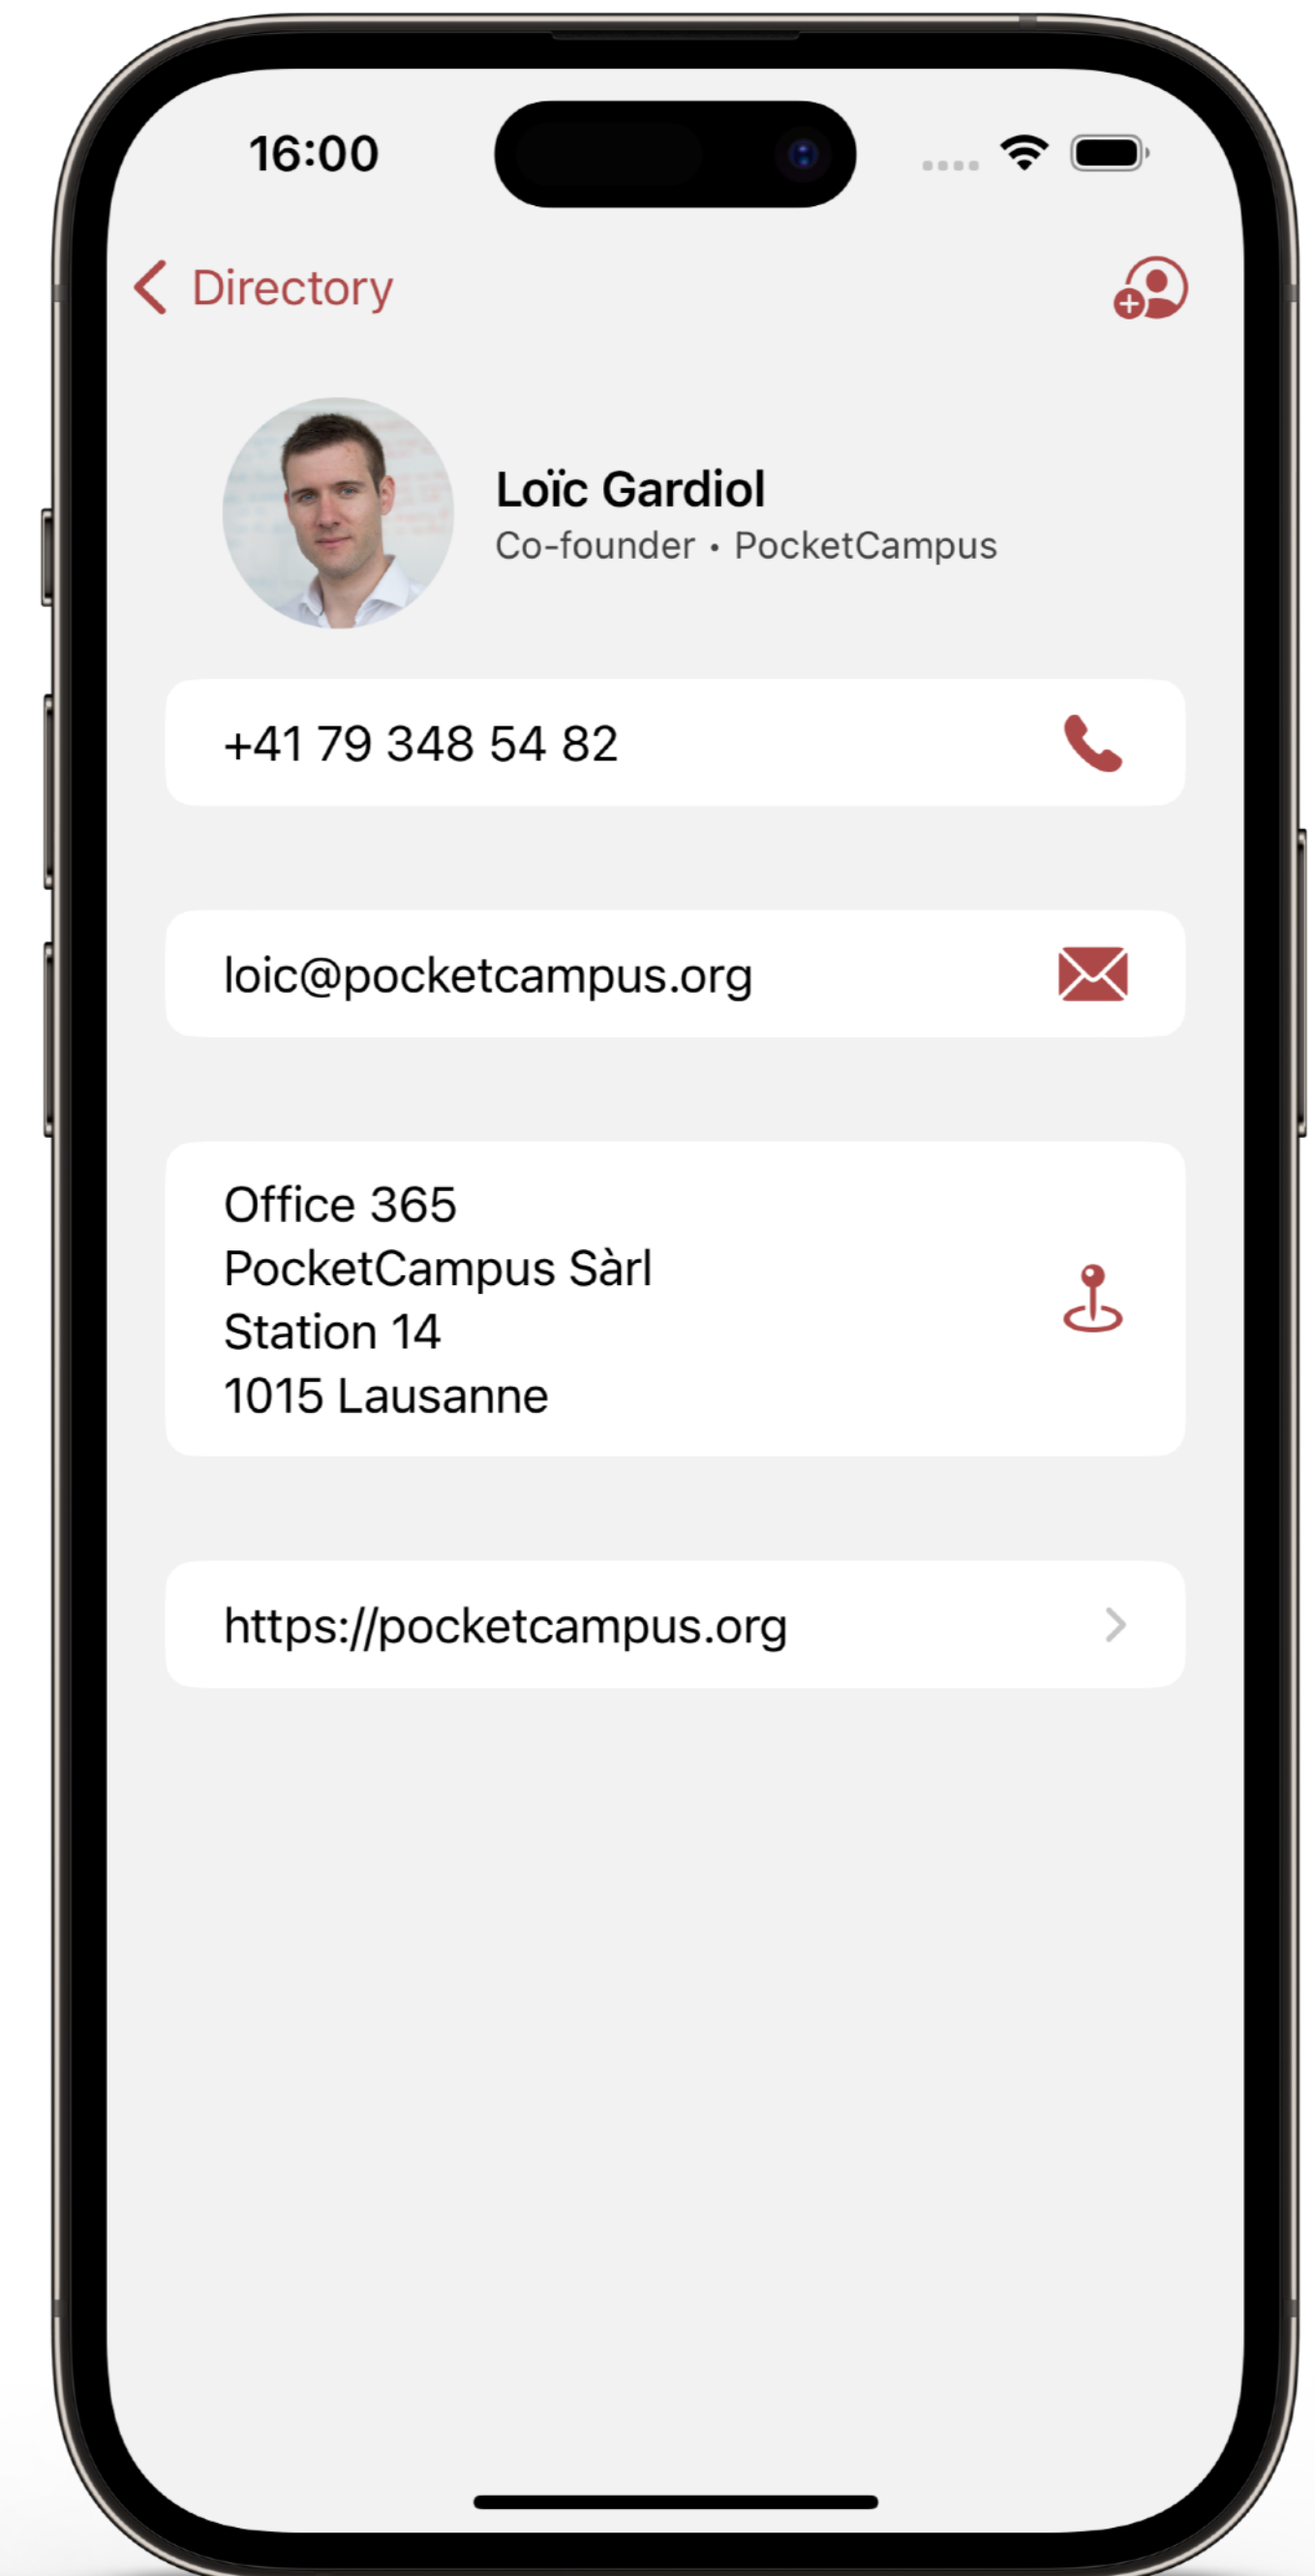 16:00
Directory
Loïc Gardiol
Co-founder • PocketCampus
+41 79 348 54 82
loic@pocketcampus.org
Office 365
PocketCampus Sàrl
Station 14
1015 Lausanne
https://pocketcampus.org